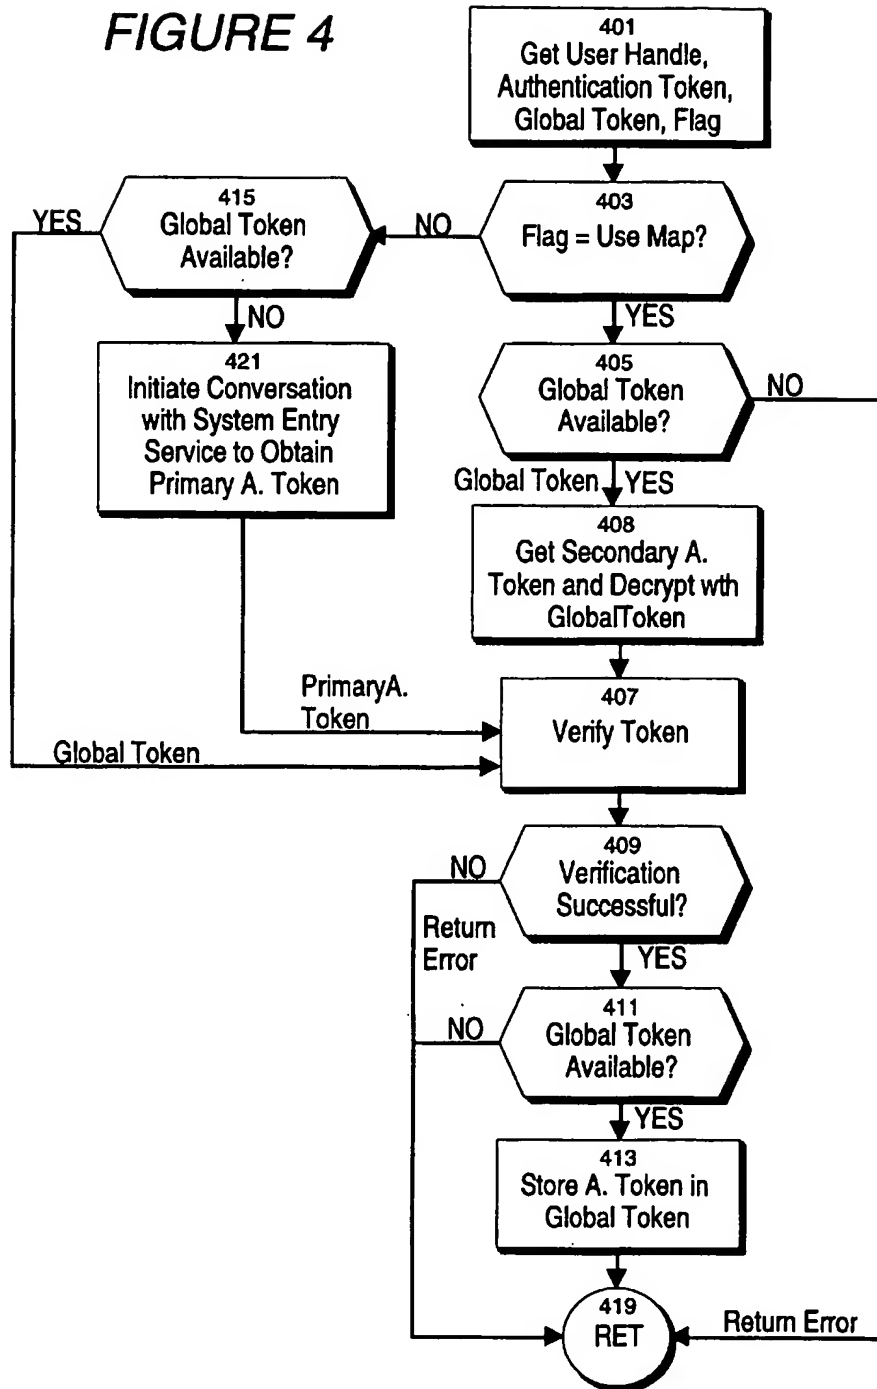 FIGURE 4
401
Get User Handle,
Authentication Token,
Global Token, Flag
403
Flag = Use Map?
NO
YES
415
Global Token
Available?
YES
NO
421
Initiate Conversation
with System Entry
Service to Obtain
Primary A. Token
405
Global Token
Available?
NO
Global Token
YES
408
Get Secondary A.
Token and Decrypt wth
GlobalToken
PrimaryA.
Token
Global Token
407
Verify Token
409
Verification
Successful?
NO
Return
Error
YES
411
Global Token
Available?
NO
YES
413
Store A. Token in
Global Token
419
RET
Return Error